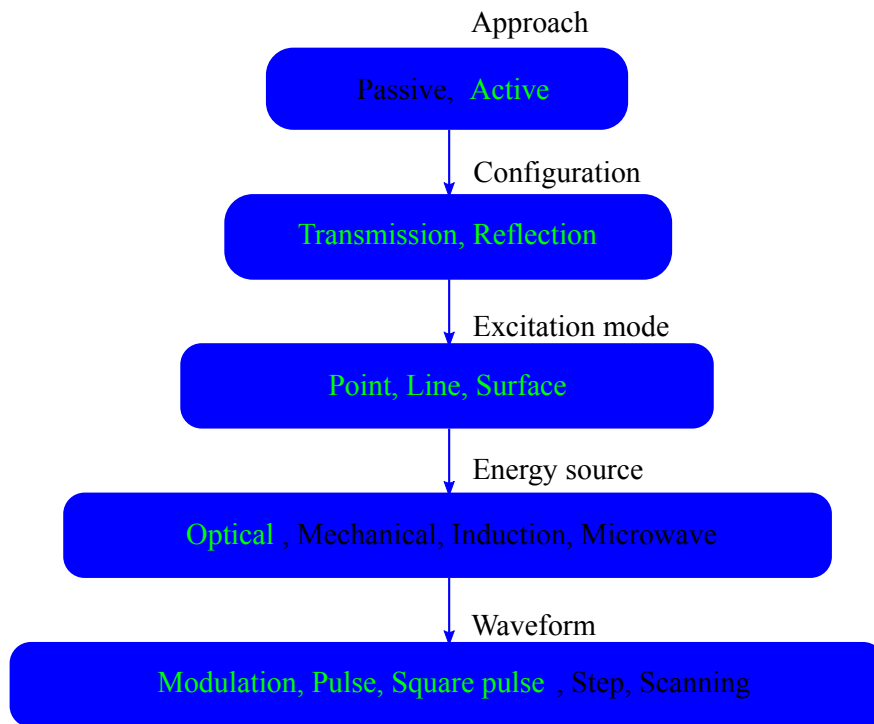 Approach
Passive, Active
Configuration
Transmission, Reflection
Excitation mode
Point, Line, Surface
Energy source
Optical , Mechanical, Induction, Microwave
Waveform
Modulation, Pulse, Square pulse , Step, Scanning